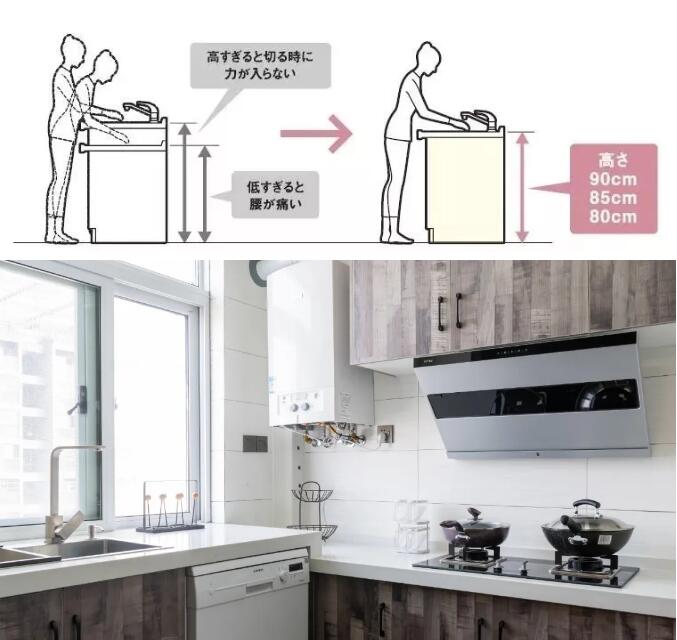 高すぎると切る時に
力が入らない
低すぎると
腰が痛い
高さ
90cm
85cm
80cm